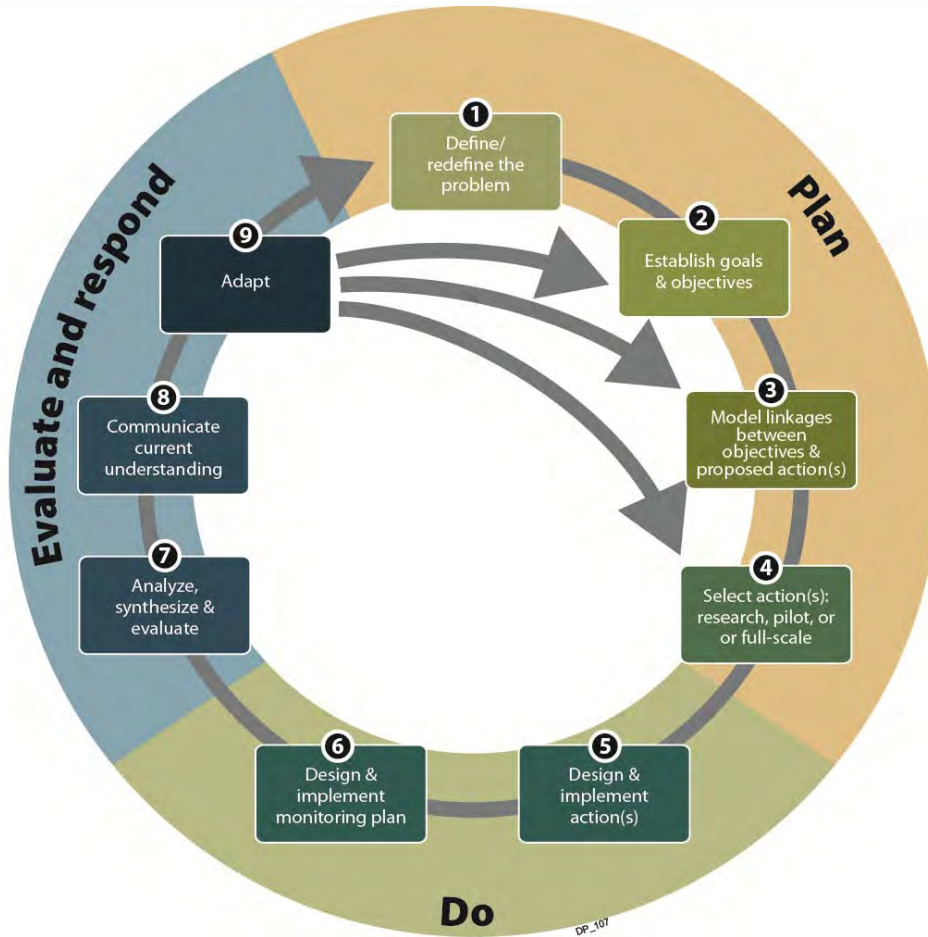 1
Define/
redefine the
problem
2
Establish goals
& objectives
3
Model linkages
between
objectives &
proposed action(s)
4
Select action(s):
research, pilot, or
or full-scale
5
Design &
implement
action(s)
6
Design &
implement
monitoring plan
7
Analyze,
synthesize &
evaluate
8
Communicate
current
understanding
9
Adapt
Plan
Do
Evaluate and respond
DP_107